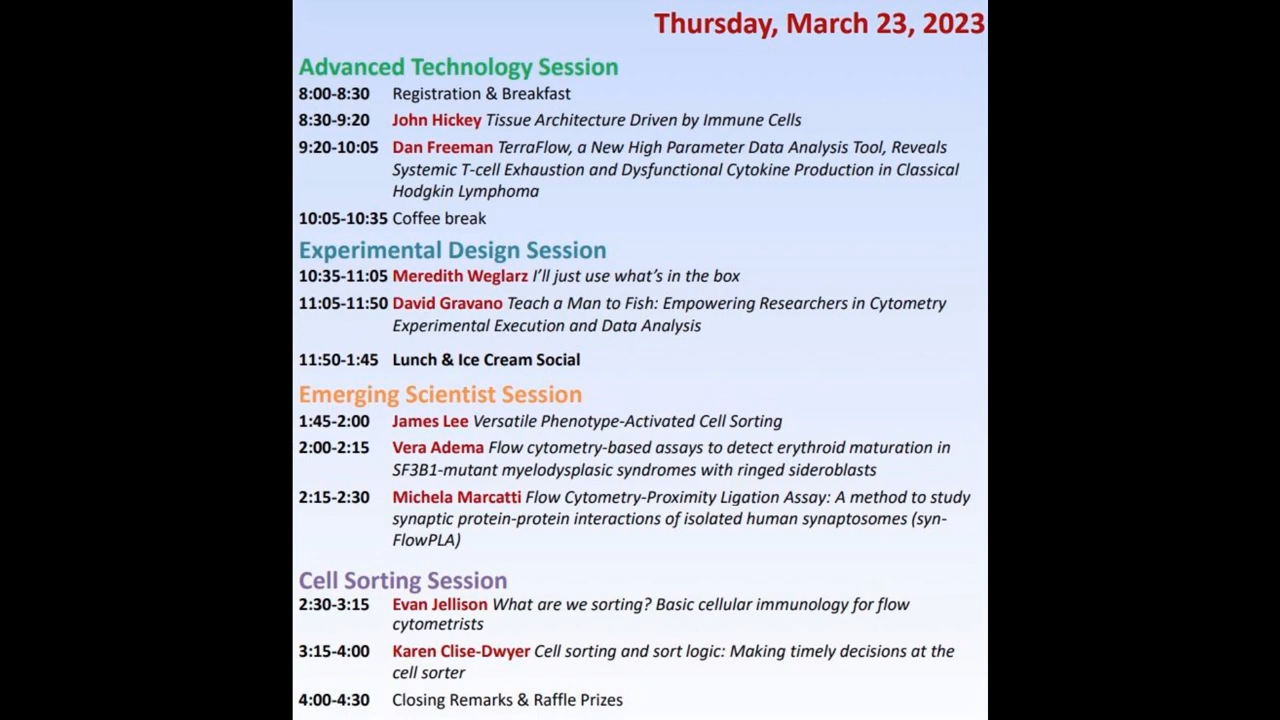 Thursday, March 23, 2023
Advanced Technology Session
8:00-8:30 Registration & Breakfast
8:30-9:20 John Hickey Tissue Architecture Driven by Immune Cells
9:20-10:05 Dan Freeman TerraFlow, a New High Parameter Data Analysis Tool, Reveals
Systemic T-cell Exhaustion and Dysfunctional Cytokine Production in Classical
Hodgkin Lymphoma
10:05-10:35 Coffee break
Experimental Design Session
10:35-11:05 Meredith Weglarz I'll just use what's in the box
11:05-11:50 David Gravano Teach a Man to Fish: Empowering Researchers in Cytometry
Experimental Execution and Data Analysis
11:50-1:45 Lunch & Ice Cream Social
Emerging Scientist Session
1:45-2:00 James Lee Versatile Phenotype-Activated Cell Sorting
2:00-2:15 Vera Adema Flow cytometry-based assays to detect erythroid maturation in
SF3B1-mutant myelodysplasic syndromes with ringed sideroblasts
2:15-2:30 Michela Marcatti Flow Cytometry-Proximity Ligation Assay: A method to study
synaptic protein-protein interactions of isolated human synaptosomes (syn-
FlowPLA)
Cell Sorting Session
2:30-3:15 Evan Jellison What are we sorting? Basic cellular immunology for flow
cytometrists
3:15-4:00 Karen Clise-Dwyer Cell sorting and sort logic: Making timely decisions at the
cell sorter
4:00-4:30 Closing Remarks & Raffle Prizes